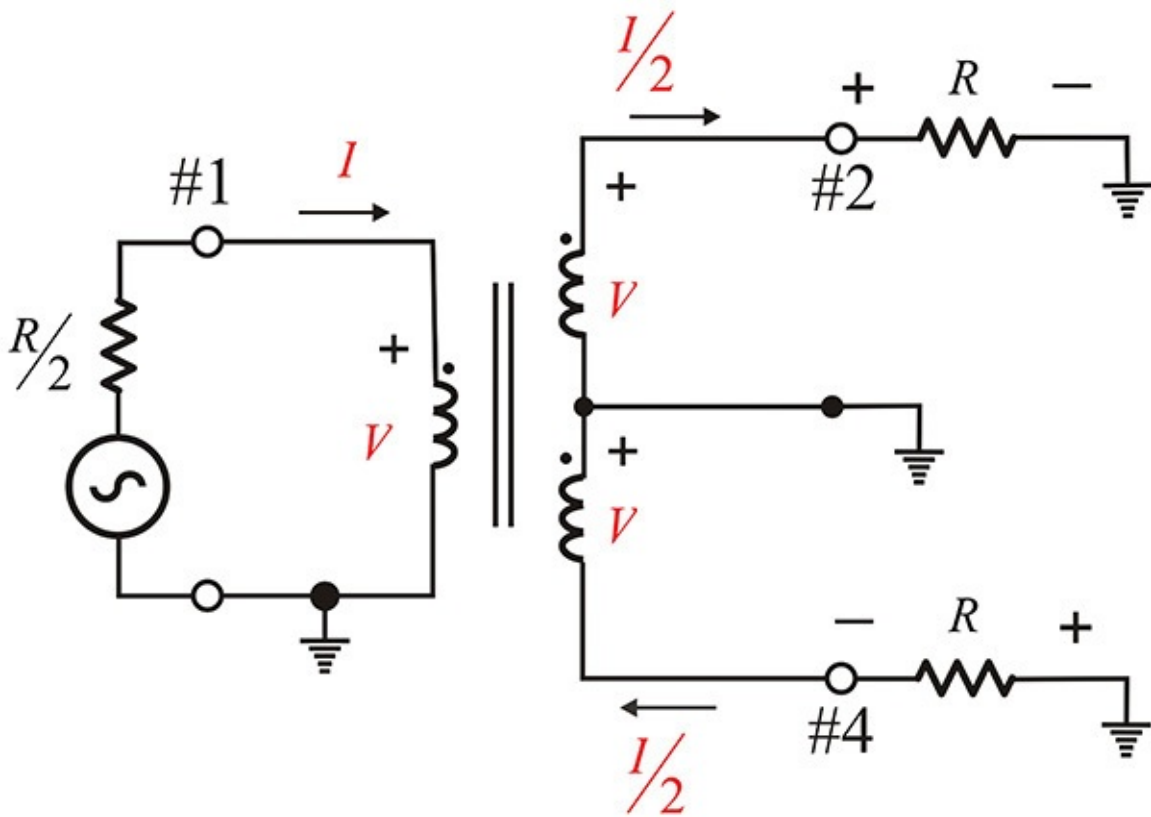 I/2
+ R −
#1 I #2
+
R/2 + V
V +
V
− R +
#4
I/2